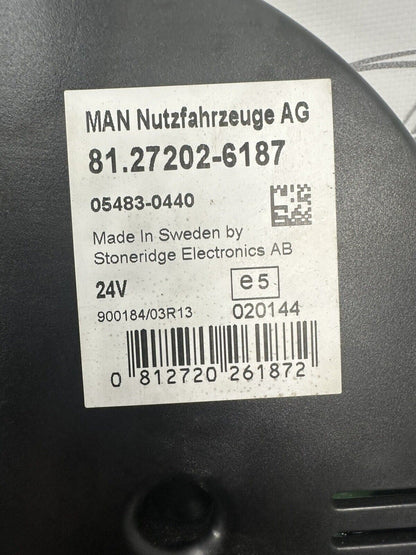 MAN Nutzfahrzeuge AG
81.27202-6187
05483-0440
Made In Sweden by
Stoneridge Electronics AB
24V
e5
900184/03R13
020144
0 812720 261872